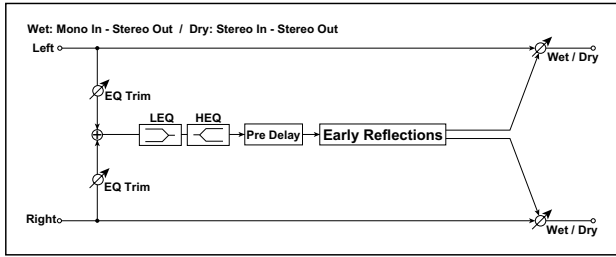 Wet: Mono In - Stereo Out / Dry: Stereo In - Stereo Out
Left
Wet / Dry
EQ Trim
LEQ
HEQ
Pre Delay
Early Reflections
EQ Trim
Right
Wet / Dry